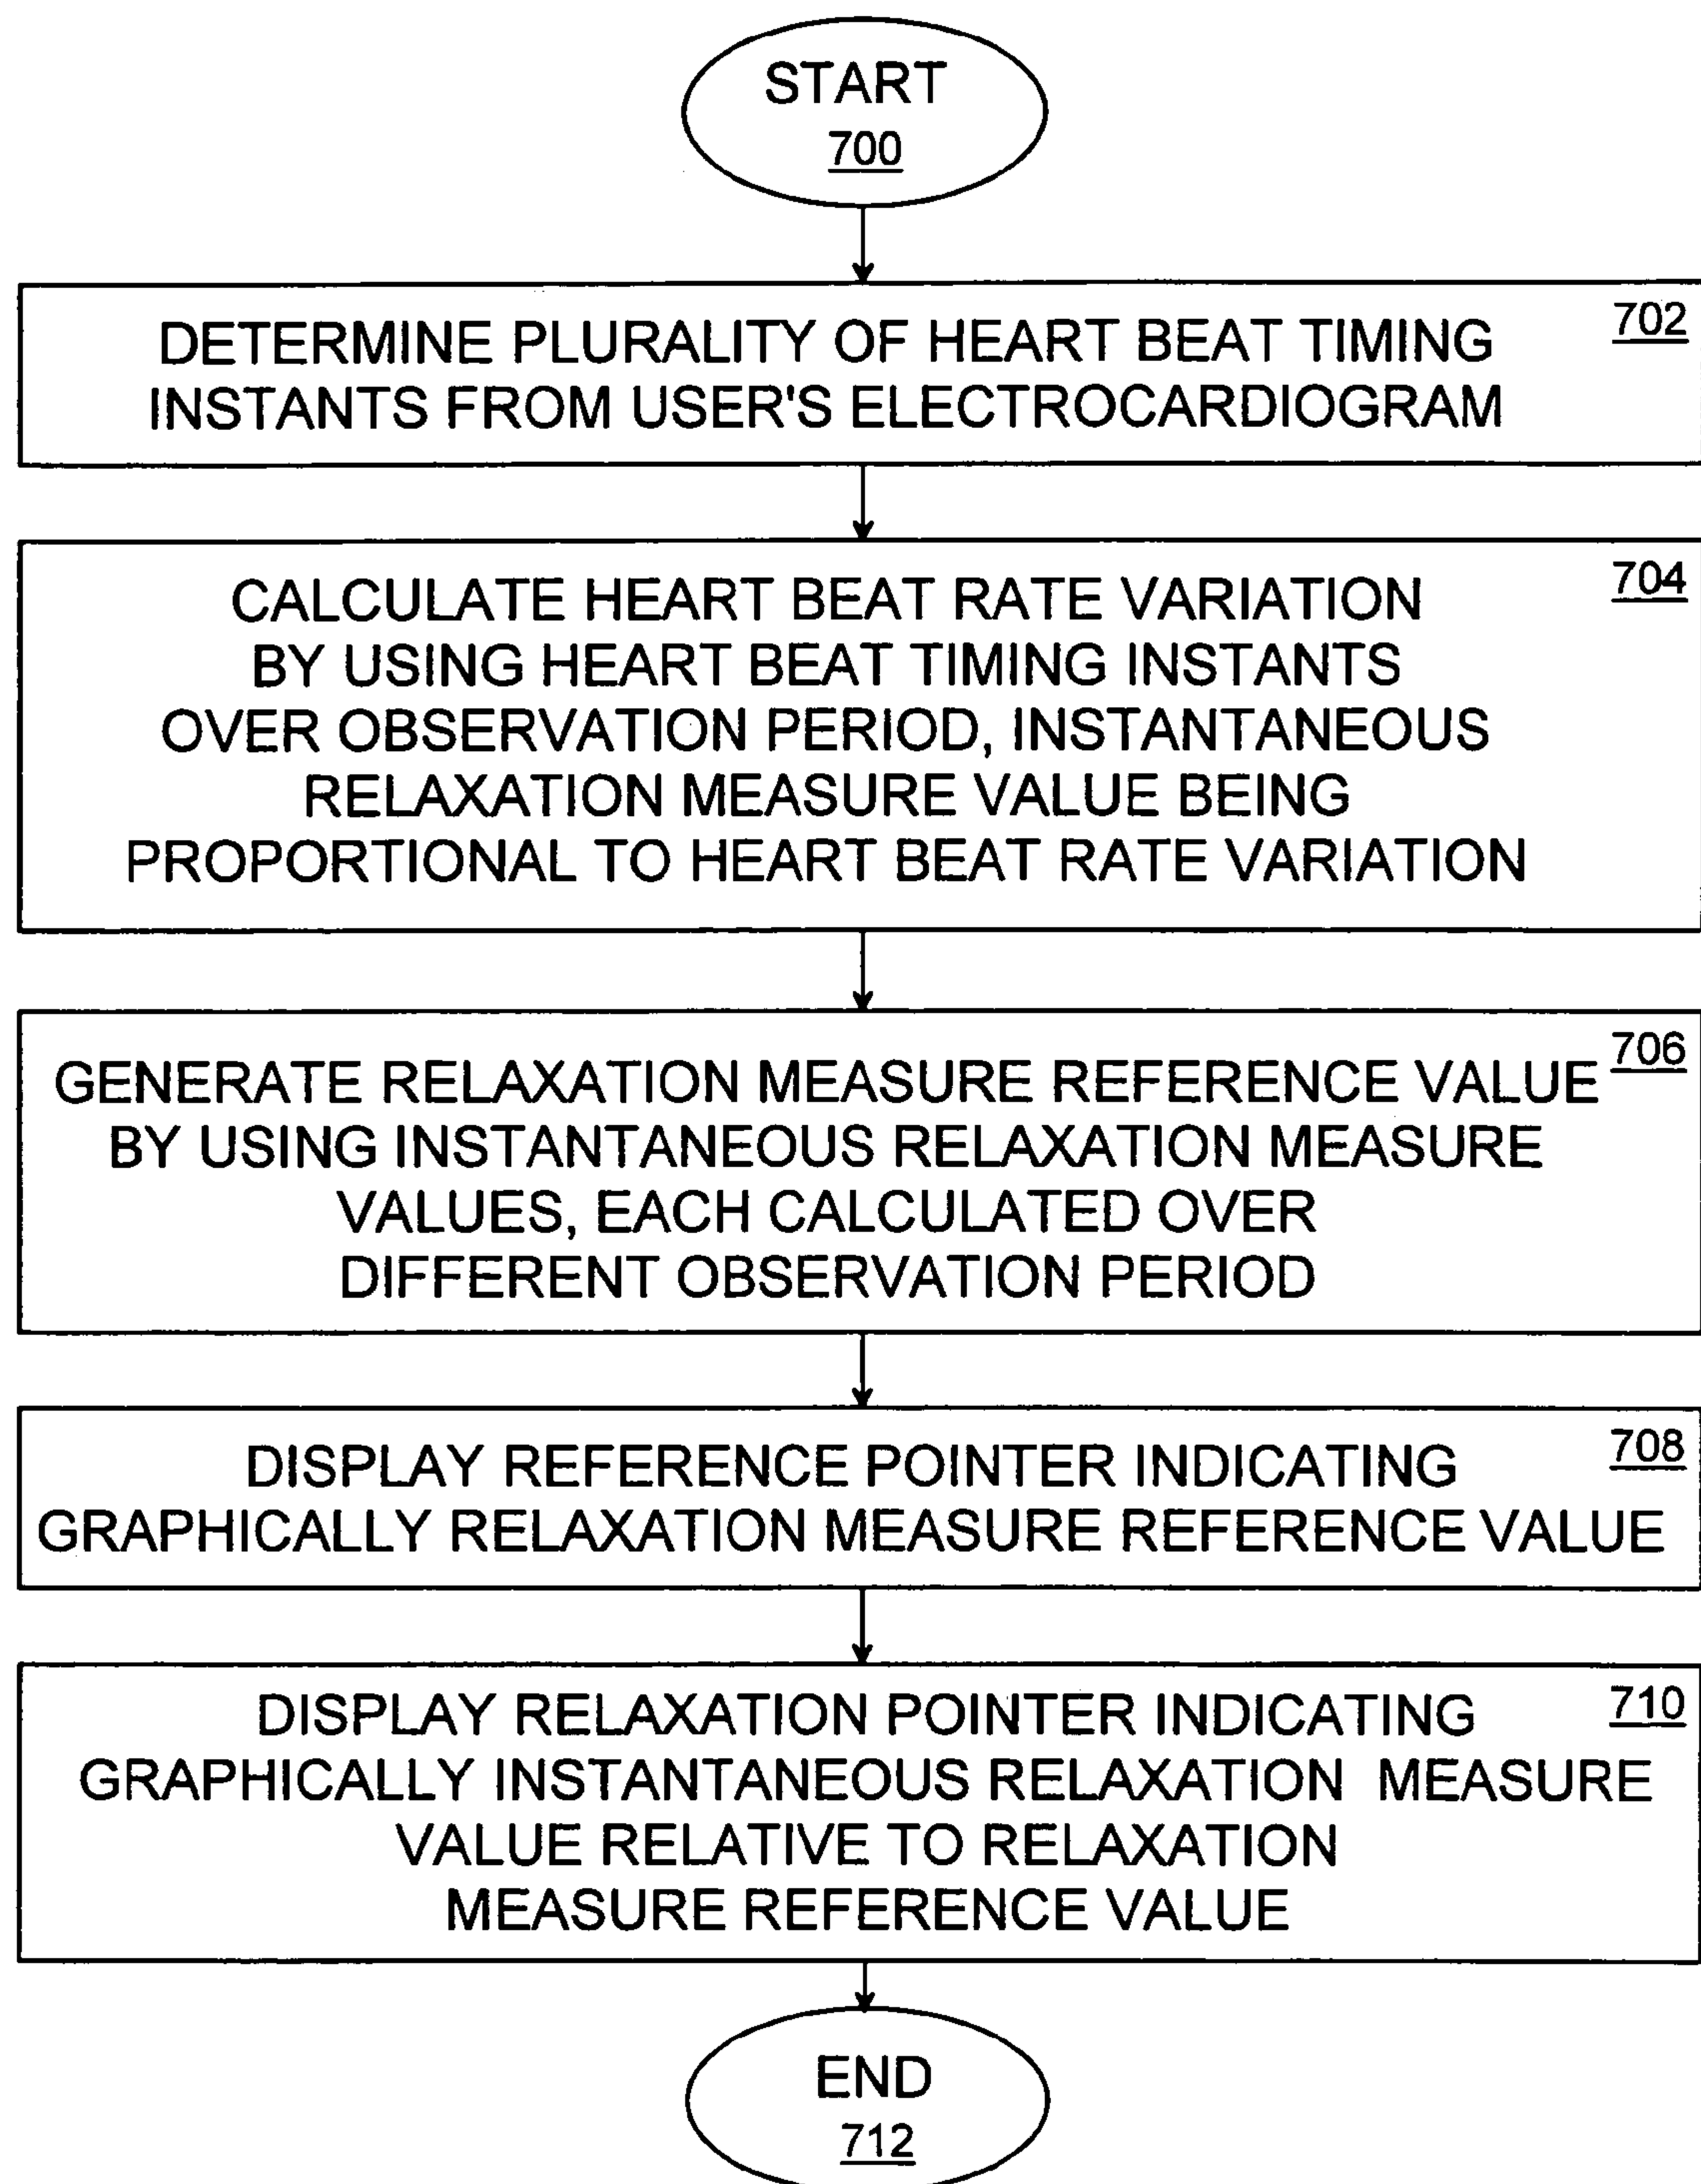 START
700
702
DETERMINE PLURALITY OF HEART BEAT TIMING
INSTANTS FROM USER'S ELECTROCARDIOGRAM
704
CALCULATE HEART BEAT RATE VARIATION
BY USING HEART BEAT TIMING INSTANTS
OVER OBSERVATION PERIOD, INSTANTANEOUS
RELAXATION MEASURE VALUE BEING
PROPORTIONAL TO HEART BEAT RATE VARIATION
706
GENERATE RELAXATION MEASURE REFERENCE VALUE
BY USING INSTANTANEOUS RELAXATION MEASURE
VALUES, EACH CALCULATED OVER
DIFFERENT OBSERVATION PERIOD
708
DISPLAY REFERENCE POINTER INDICATING
GRAPHICALLY RELAXATION MEASURE REFERENCE VALUE
710
DISPLAY RELAXATION POINTER INDICATING
GRAPHICALLY INSTANTANEOUS RELAXATION MEASURE
VALUE RELATIVE TO RELAXATION
MEASURE REFERENCE VALUE
END
712